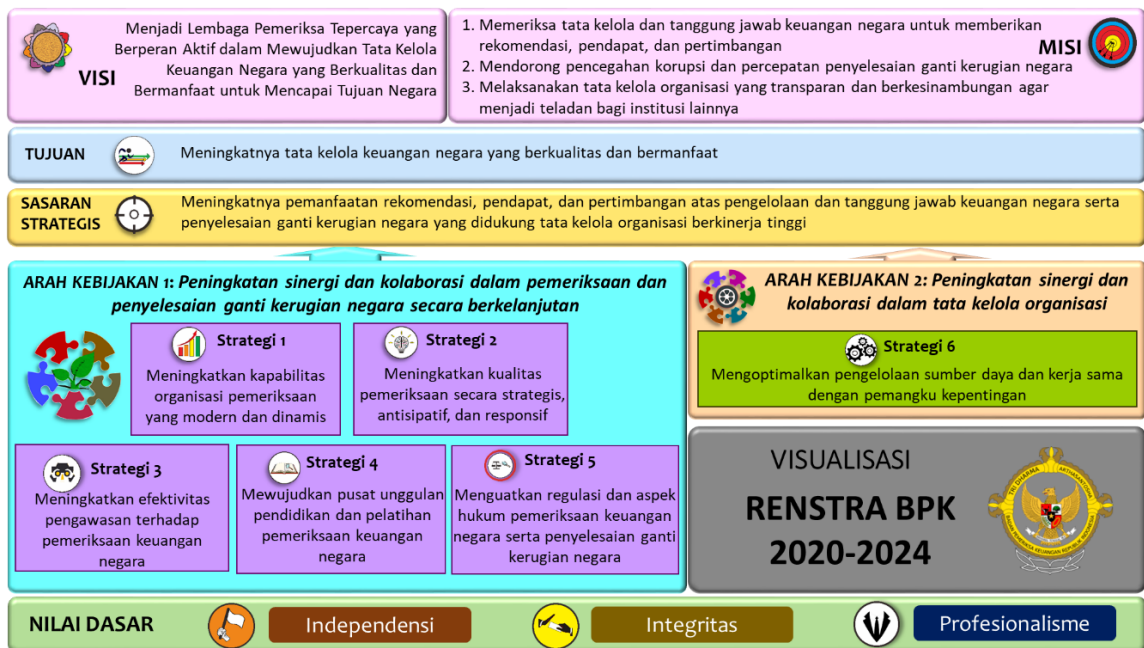 VISI
Menjadi Lembaga Pemeriksa Tepercaya yang
Berperan Aktif dalam Mewujudkan Tata Kelola
Keuangan Negara yang Berkualitas dan
Bermanfaat untuk Mencapai Tujuan Negara
MISI
1. Memeriksa tata kelola dan tanggung jawab keuangan negara untuk memberikan
rekomendasi, pendapat, dan pertimbangan
2. Mendorong pencegahan korupsi dan percepatan penyelesaian ganti kerugian negara
3. Melaksanakan tata kelola organisasi yang transparan dan berkesinambungan agar
menjadi teladan bagi institusi lainnya
TUJUAN
Meningkatnya tata kelola keuangan negara yang berkualitas dan bermanfaat
SASARAN
STRATEGIS
Meningkatnya pemanfaatan rekomendasi, pendapat, dan pertimbangan atas pengelolaan dan tanggung jawab keuangan negara serta
penyelesaian ganti kerugian negara yang didukung tata kelola organisasi berkinerja tinggi
ARAH KEBIJAKAN 1: Peningkatan sinergi dan kolaborasi dalam pemeriksaan dan
penyelesaian ganti kerugian negara secara berkelanjutan
Strategi 1
Meningkatkan kapabilitas
organisasi pemeriksaan
yang modern dan dinamis
Strategi 2
Meningkatkan kualitas
pemeriksaan secara strategis,
antisipatif, dan responsif
Strategi 3
Meningkatkan efektivitas
pengawasan terhadap
pemeriksaan keuangan
negara
Strategi 4
Mewujudkan pusat unggulan
pendidikan dan pelatihan
pemeriksaan keuangan
negara
Strategi 5
Menguatkan regulasi dan aspek
hukum pemeriksaan keuangan
negara serta penyelesaian ganti
kerugian negara
ARAH KEBIJAKAN 2: Peningkatan sinergi dan
kolaborasi dalam tata kelola organisasi
Strategi 6
Mengoptimalkan pengelolaan sumber daya dan kerja sama
dengan pemangku kepentingan
VISUALISASI
RENSTRA BPK
2020-2024
TRI DHARMA
BADAN PEMERIKSA KEUANGAN REPUBLIK INDONESIA
NILAI DASAR
Independensi
Integritas
Profesionalisme